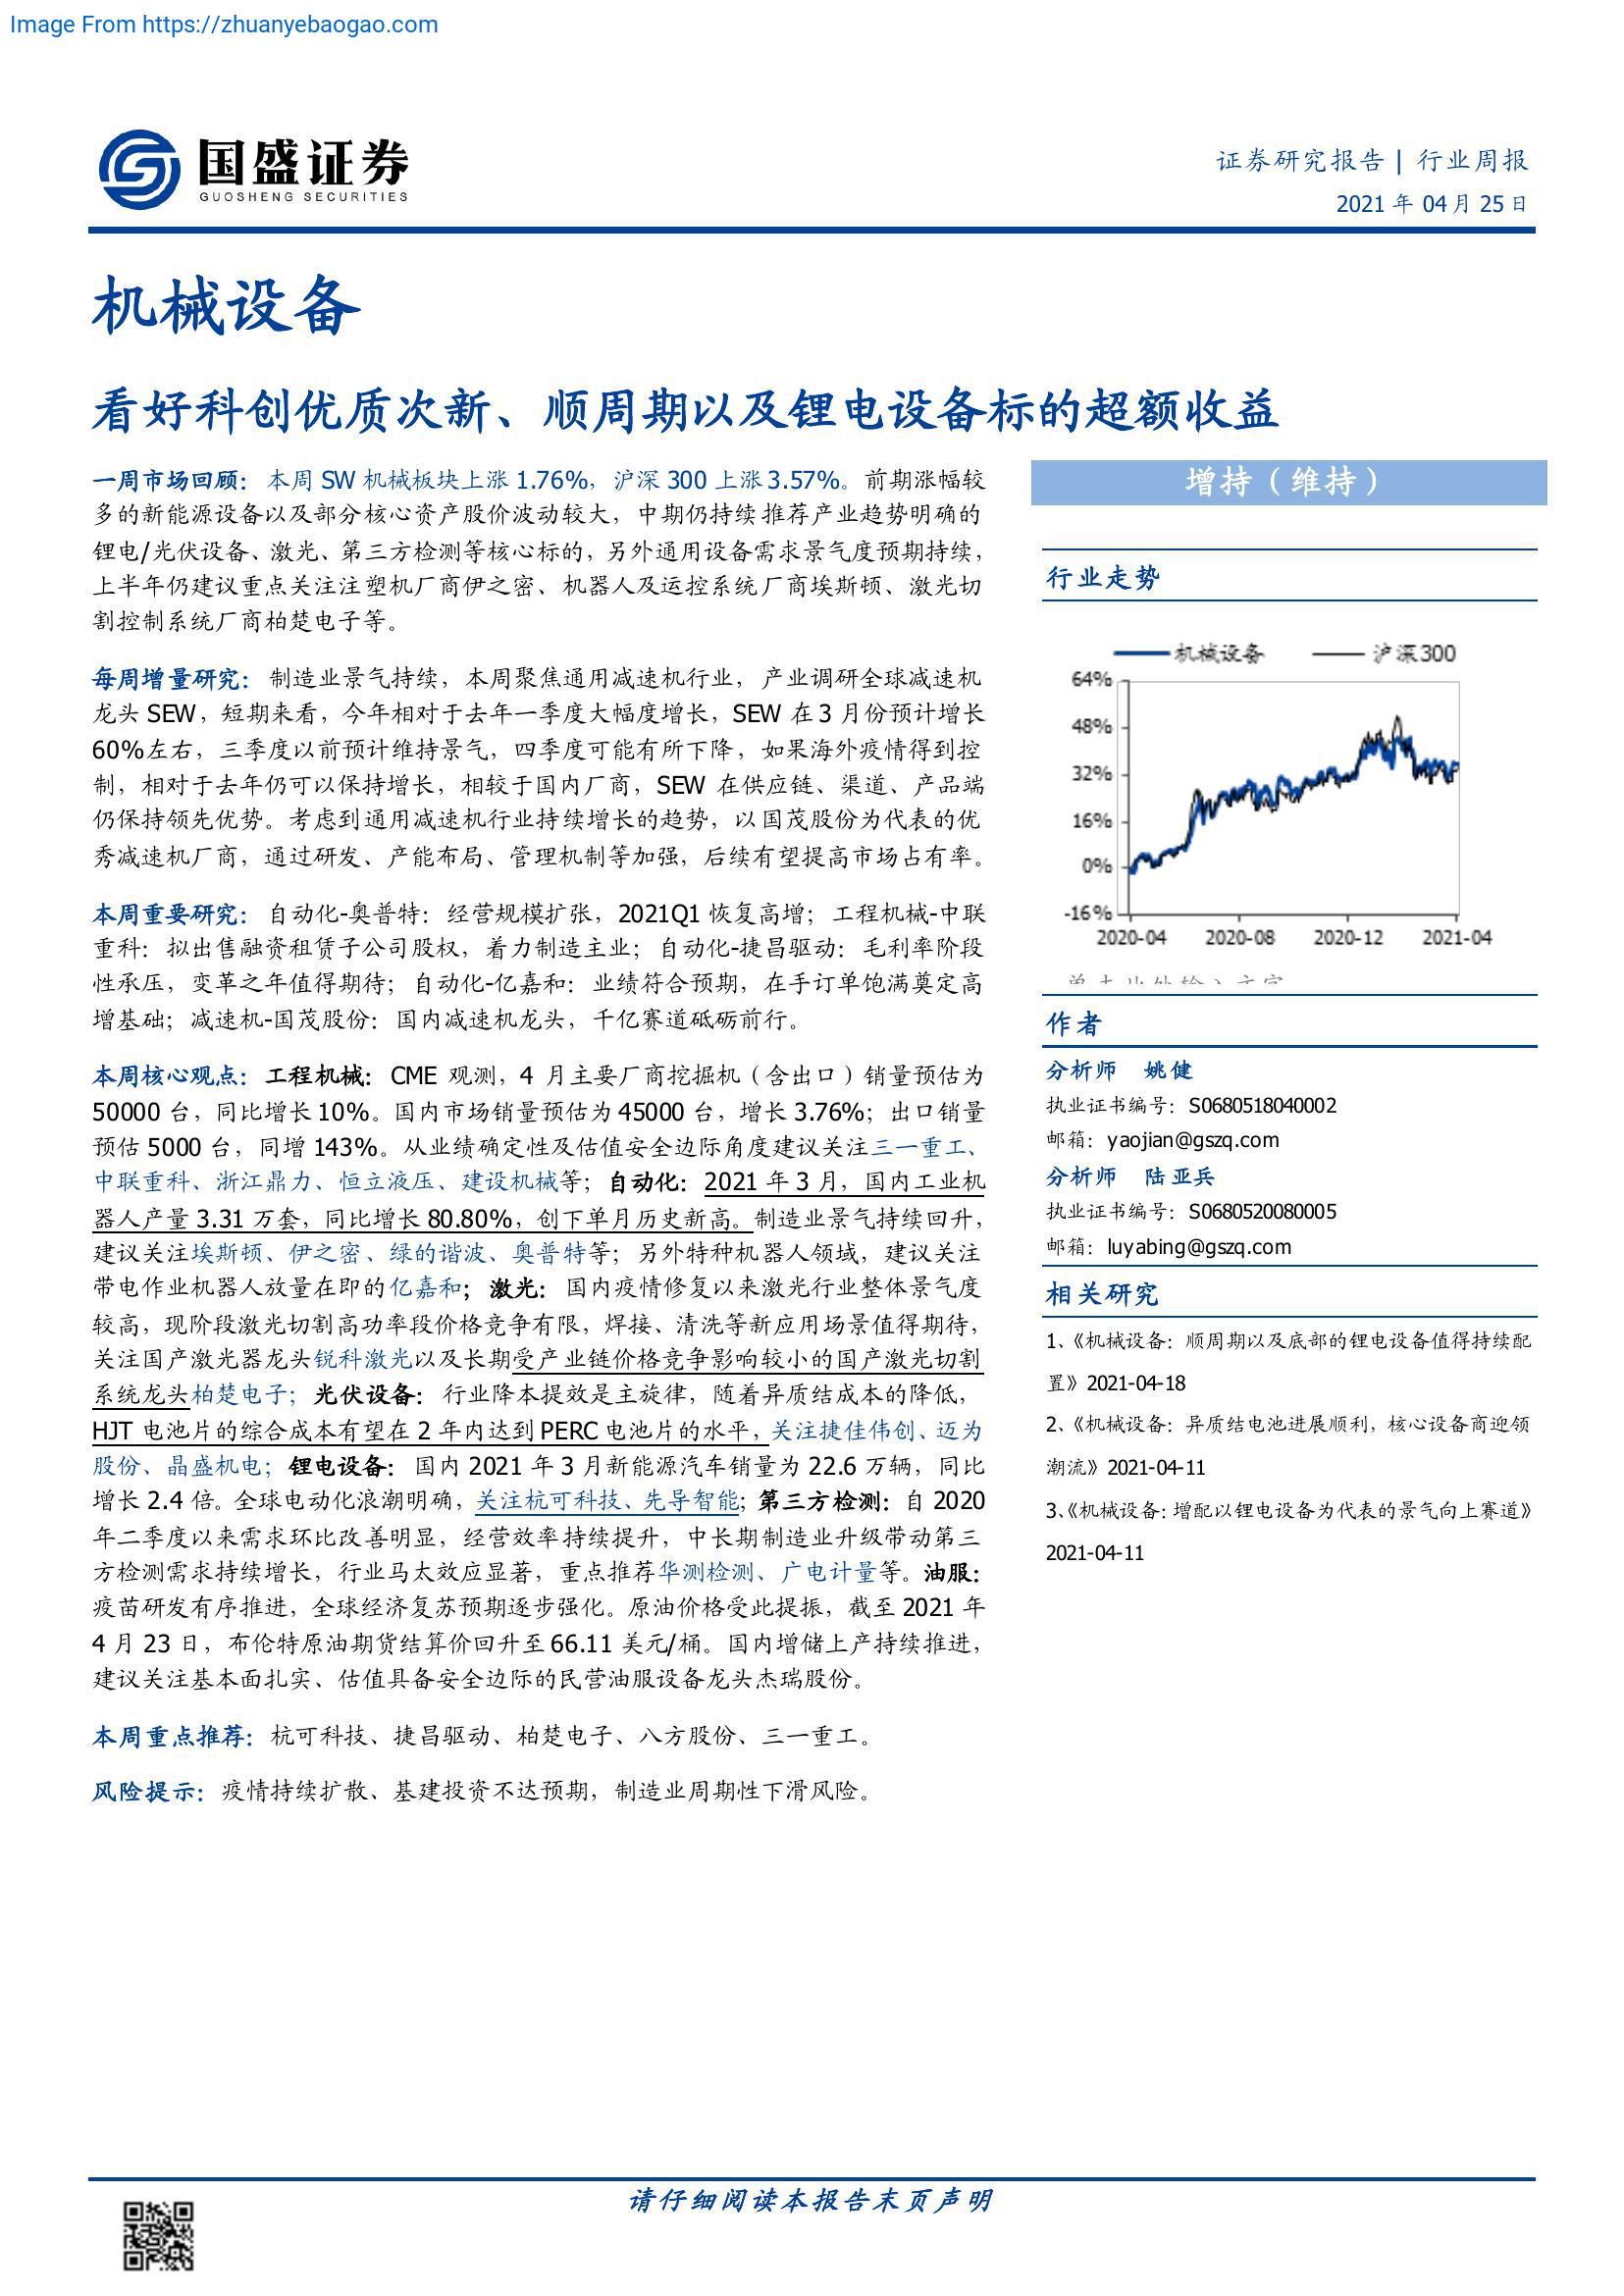 Image From https://zhuanyebaogao.com
国盛证券
GUOSHENG SECURITIES
证券研究报告 | 行业周报
2021 年 04 月 25 日
机械设备
看好科创优质次新、顺周期以及锂电设备标的超额收益
一周市场回顾：本周 SW 机械板块上涨 1.76%，沪深 300 上涨 3.57%。前期涨幅较
多的新能源设备以及部分核心资产股价波动较大，中期仍持续推荐产业趋势明确的
锂电/光伏设备、激光、第三方检测等核心标的，另外通用设备需求景气度预期持续，
上半年仍建议重点关注注塑机厂商伊之密、机器人及运控系统厂商埃斯顿、激光切
割控制系统厂商柏楚电子等。
每周增量研究：制造业景气持续，本周聚焦通用减速机行业，产业调研全球减速机
龙头 SEW，短期来看，今年相对于去年一季度大幅度增长，SEW 在 3 月份预计增长
60%左右，三季度以前预计维持景气，四季度可能有所下降，如果海外疫情得到控
制，相对于去年仍可以保持增长，相较于国内厂商，SEW 在供应链、渠道、产品端
仍保持领先优势。考虑到通用减速机行业持续增长的趋势，以国茂股份为代表的优
秀减速机厂商，通过研发、产能布局、管理机制等加强，后续有望提高市场占有率。
本周重要研究：自动化-奥普特：经营规模扩张，2021Q1 恢复高增；工程机械-中联
重科：拟出售融资租赁子公司股权，着力制造主业；自动化-捷昌驱动：毛利率阶段
性承压，变革之年值得期待；自动化-亿嘉和：业绩符合预期，在手订单饱满奠定高
增基础；减速机-国茂股份：国内减速机龙头，千亿赛道砥砺前行。
本周核心观点：工程机械：CME 观测，4 月主要厂商挖掘机（含出口）销量预估为
50000 台，同比增长 10%。国内市场销量预估为 45000 台，增长 3.76%；出口销量
预估 5000 台，同增 143%。从业绩确定性及估值安全边际角度建议关注三一重工、
中联重科、浙江鼎力、恒立液压、建设机械等；自动化：2021 年 3 月，国内工业机
器人产量 3.31 万套，同比增长 80.80%，创下单月历史新高。制造业景气持续回升，
建议关注埃斯顿、伊之密、绿的谐波、奥普特等；另外特种机器人领域，建议关注
带电作业机器人放量在即的亿嘉和；激光：国内疫情修复以来激光行业整体景气度
较高，现阶段激光切割高功率段价格竞争有限，焊接、清洗等新应用场景值得期待，
关注国产激光器龙头锐科激光以及长期受产业链价格竞争影响较小的国产激光切割
系统龙头柏楚电子；光伏设备：行业降本提效是主旋律，随着异质结成本的降低，
HJT 电池片的综合成本有望在 2 年内达到 PERC 电池片的水平，关注捷佳伟创、迈为
股份、晶盛机电；锂电设备：国内 2021 年 3 月新能源汽车销量为 22.6 万辆，同比
增长 2.4 倍。全球电动化浪潮明确，关注杭可科技、先导智能；第三方检测：自 2020
年二季度以来需求环比改善明显，经营效率持续提升，中长期制造业升级带动第三
方检测需求持续增长，行业马太效应显著，重点推荐华测检测、广电计量等。油服：
疫苗研发有序推进，全球经济复苏预期逐步强化。原油价格受此提振，截至 2021 年
4 月 23 日，布伦特原油期货结算价回升至 66.11 美元/桶。国内增储上产持续推进，
建议关注基本面扎实、估值具备安全边际的民营油服设备龙头杰瑞股份。
本周重点推荐：杭可科技、捷昌驱动、柏楚电子、八方股份、三一重工。
风险提示：疫情持续扩散、基建投资不达预期，制造业周期性下滑风险。
增持（维持）
行业走势
机械设备 沪深300
64%
48%
32%
16%
0%
-16%
2020-04 2020-08 2020-12 2021-04
作者
分析师 姚健
执业证书编号：S0680518040002
邮箱：yaojian@gszq.com
分析师 陆亚兵
执业证书编号：S0680520080005
邮箱：luyabing@gszq.com
相关研究
1、《机械设备：顺周期以及底部的锂电设备值得持续配
置》2021-04-18
2、《机械设备：异质结电池进展顺利，核心设备商迎领
潮流》2021-04-11
3、《机械设备：增配以锂电设备为代表的景气向上赛道》
2021-04-11
请仔细阅读本报告末页声明